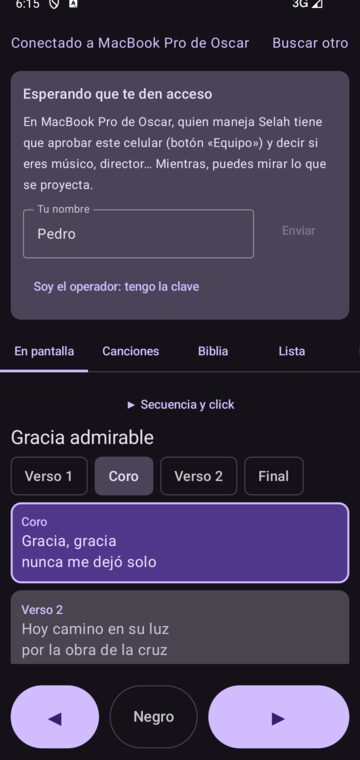 6:15
3G
Conectado a MacBook Pro de Oscar
Buscar otro
Esperando que te den acceso
En MacBook Pro de Oscar, quien maneja Selah tiene
que aprobar este celular (botón «Equipo») y decir si
eres músico, director... Mientras, puedes mirar lo que
se proyecta.
Tu nombre
Pedro
Enviar
Soy el operador: tengo la clave
En pantalla
Canciones
Biblia
Lista
► Secuencia y click
Gracia admirable
Verso 1
Coro
Verso 2
Final
Coro
Gracia, gracia
nunca me dejó solo
Verso 2
Hoy camino en su luz
por la obra de la cruz
◄
Negro
►